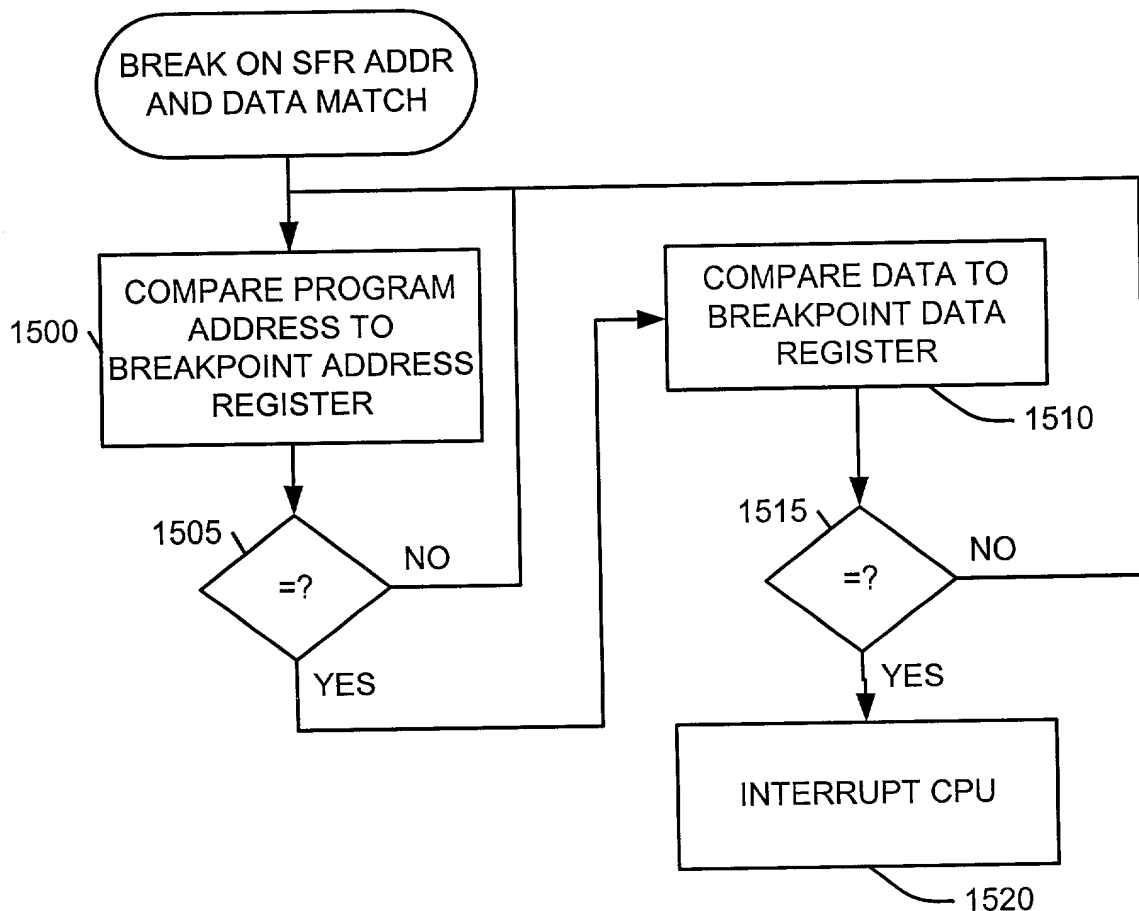 BREAK ON SFR ADDR
AND DATA MATCH
1500
COMPARE PROGRAM
ADDRESS TO
BREAKPOINT ADDRESS
REGISTER
1505
=?
NO
YES
COMPARE DATA TO
BREAKPOINT DATA
REGISTER
1510
1515
=?
NO
YES
INTERRUPT CPU
1520